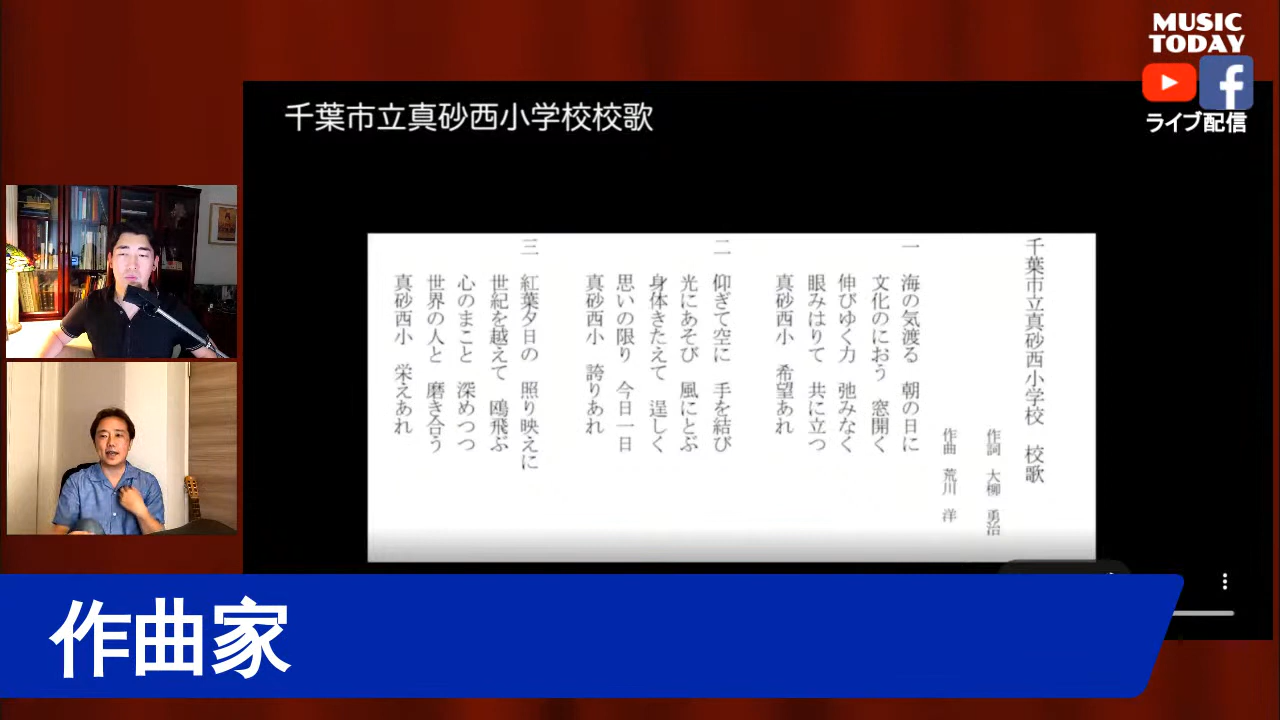 MUSIC
TODAY
ライブ配信
千葉市立真砂西小学校校歌
千葉市立真砂西小学校 校歌
作詞 大柳 勇治
作曲 荒川 洋
一 海の気渡る 朝の日に
文化のにおう 窓開く
伸びゆく力 弛みなく
眼みはりて 共に立つ
真砂西小 希望あれ
二 仰ぎて空に 手を結び
光にあそび 風にとぶ
身体きたえて 逞しく
思いの限り 今日一日
真砂西小 誇りあれ
三 紅葉夕日の 照り映えに
世紀を越えて 鴎飛ぶ
心のまこと 深めつつ
世界の人と 磨き合う
真砂西小 栄えあれ
作曲家